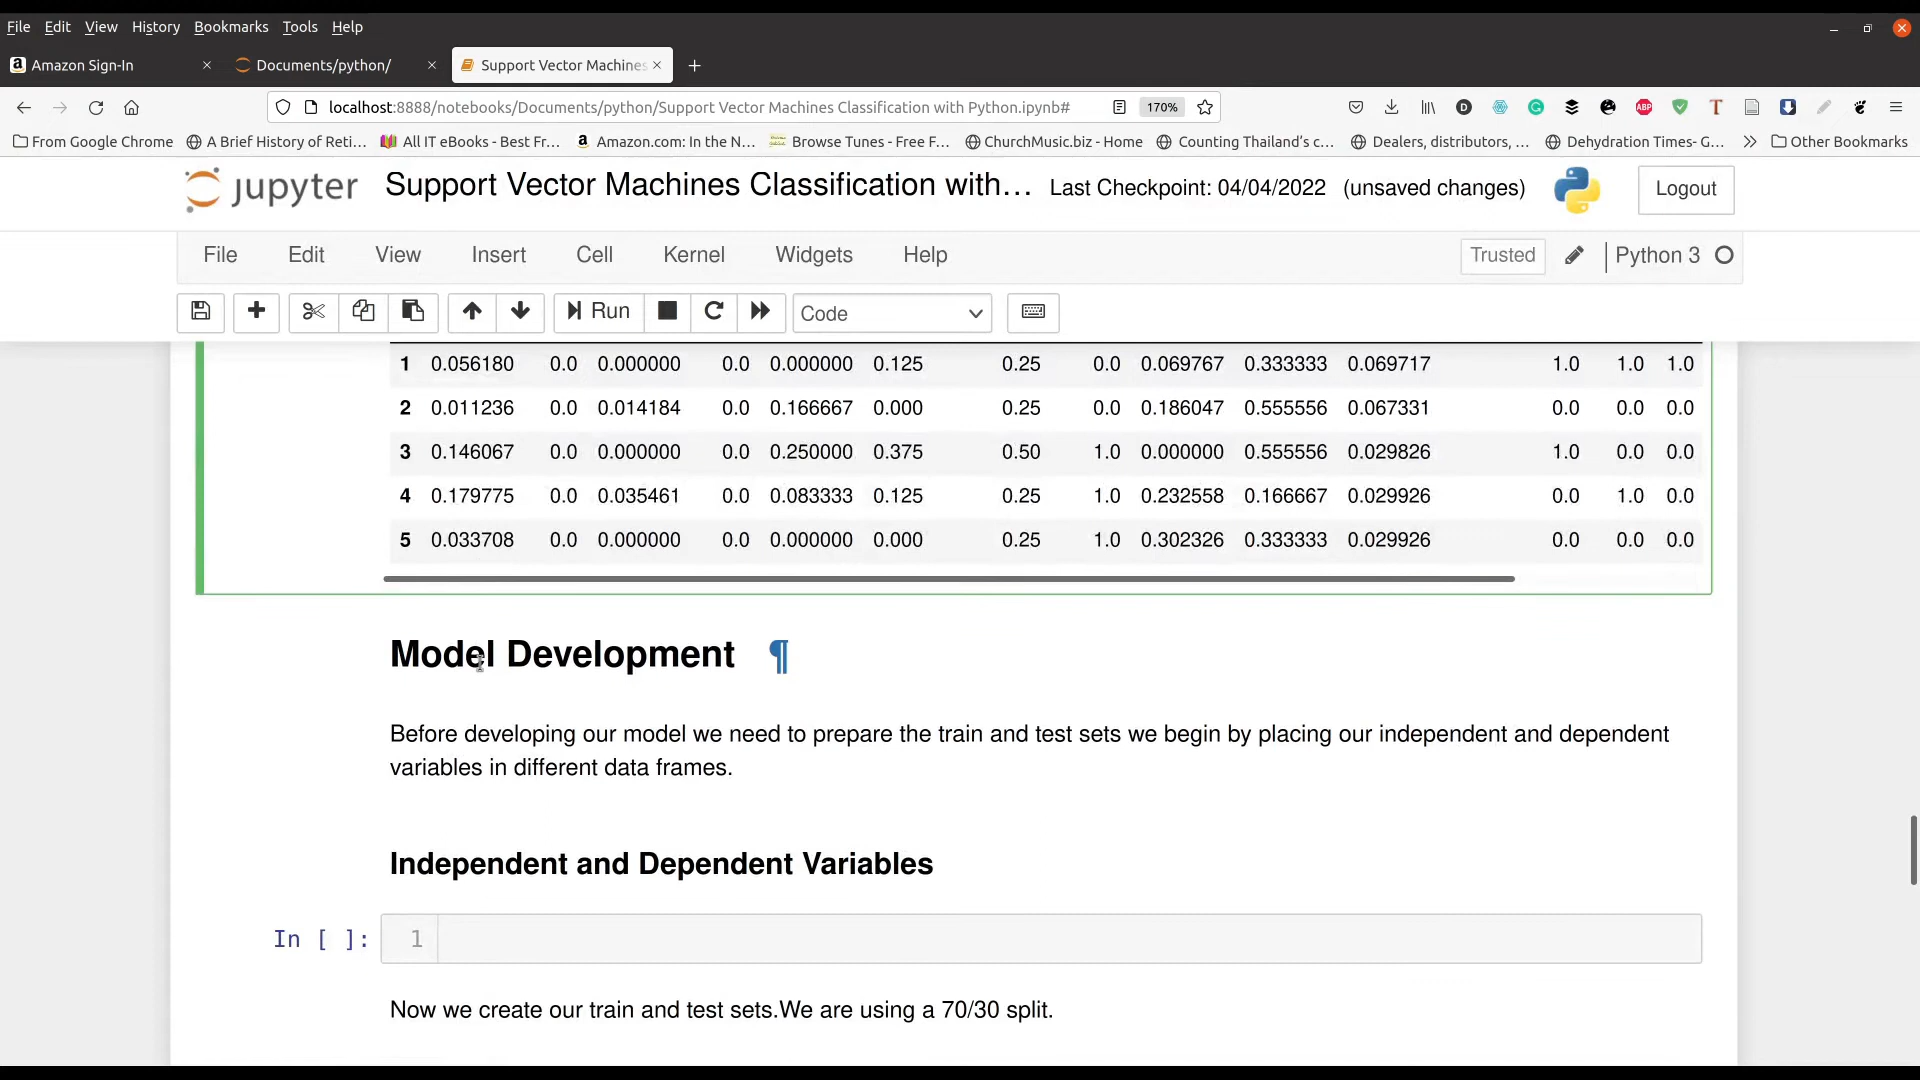 File Edit View History Bookmarks Tools Help
Amazon Sign-In × Documents/python/ × Support Vector Machines × +
localhost:8888/notebooks/Documents/python/Support Vector Machines Classification with Python.ipynb# 170% D ABP T
From Google Chrome A Brief History of Reti… All IT eBooks - Best Fr… Amazon.com: In the N… Browse Tunes - Free F… ChurchMusic.biz - Home Counting Thailand's c… Dealers, distributors, … Dehydration Times- G… Other Bookmarks
jupyter Support Vector Machines Classification with… Last Checkpoint: 04/04/2022 (unsaved changes) Logout
File Edit View Insert Cell Kernel Widgets Help Trusted Python 3
Run Code
1 0.056180 0.0 0.000000 0.0 0.000000 0.125 0.25 0.0 0.069767 0.333333 0.069717 1.0 1.0 1.0
2 0.011236 0.0 0.014184 0.0 0.166667 0.000 0.25 0.0 0.186047 0.555556 0.067331 0.0 0.0 0.0
3 0.146067 0.0 0.000000 0.0 0.250000 0.375 0.50 1.0 0.000000 0.555556 0.029826 1.0 0.0 0.0
4 0.179775 0.0 0.035461 0.0 0.083333 0.125 0.25 1.0 0.232558 0.166667 0.029926 0.0 1.0 0.0
5 0.033708 0.0 0.000000 0.0 0.000000 0.000 0.25 1.0 0.302326 0.333333 0.029926 0.0 0.0 0.0
Model Development ¶
Before developing our model we need to prepare the train and test sets we begin by placing our independent and dependent
variables in different data frames.
Independent and Dependent Variables
In [ ]: 1
Now we create our train and test sets.We are using a 70/30 split.